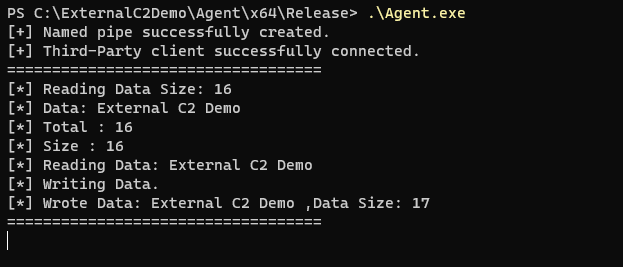 PS C:\ExternalC2Demo\Agent\x64\Release> .\Agent.exe
[+] Named pipe successfully created.
[+] Third-Party client successfully connected.
===================================
[*] Reading Data Size: 16
[*] Data: External C2 Demo
[*] Total : 16
[*] Size : 16
[*] Reading Data: External C2 Demo
[*] Writing Data.
[*] Wrote Data: External C2 Demo ,Data Size: 17
===================================